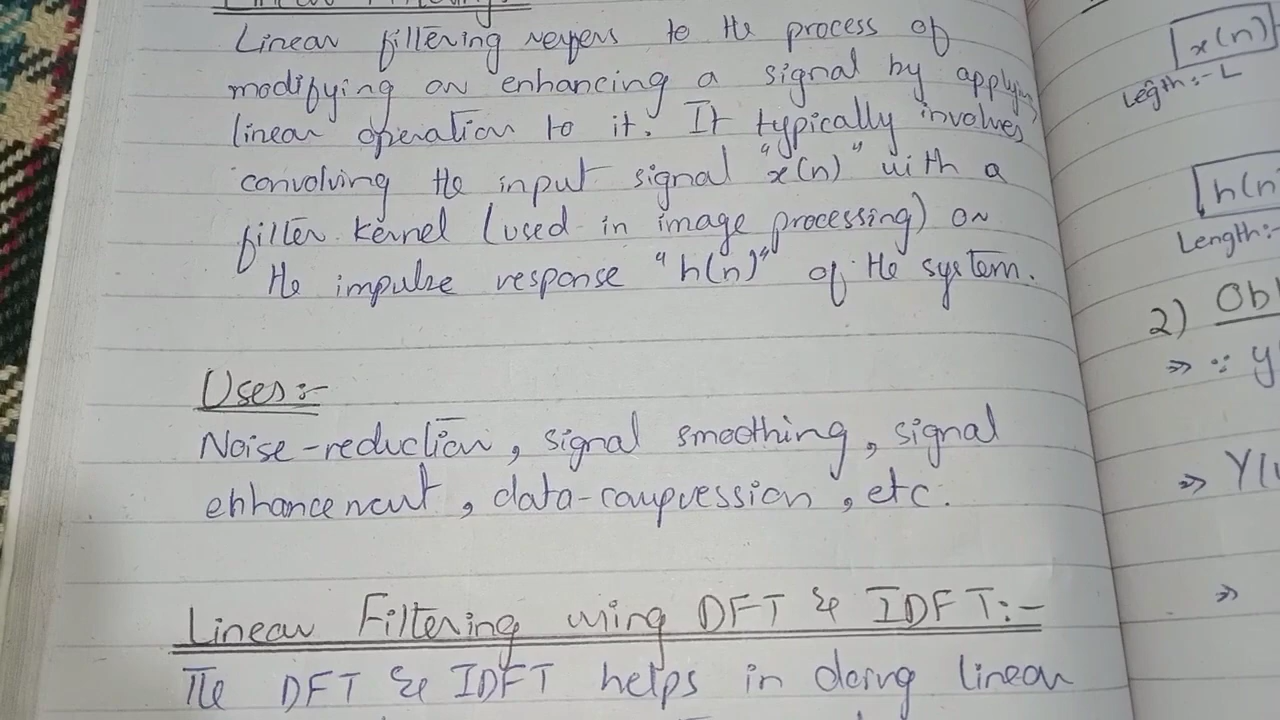 Linear Filtering:-
Linear filtering refers to the process of
modifying or enhancing a signal by applying
linear operation to it. It typically involves
convolving the input signal "x(n)" with a
filter kernel (used in image processing) or
the impulse response "h(n)" of the system.
Uses:-
Noise-reduction, signal smoothing, signal
enhancement, data-compression, etc.
Linear Filtering using DFT & IDFT:-
The DFT & IDFT helps in doing linear
x(n)
Legth:- L
h(n
Length:-
2) Ob
⇒ ∵ y
⇒ Y(
⇒